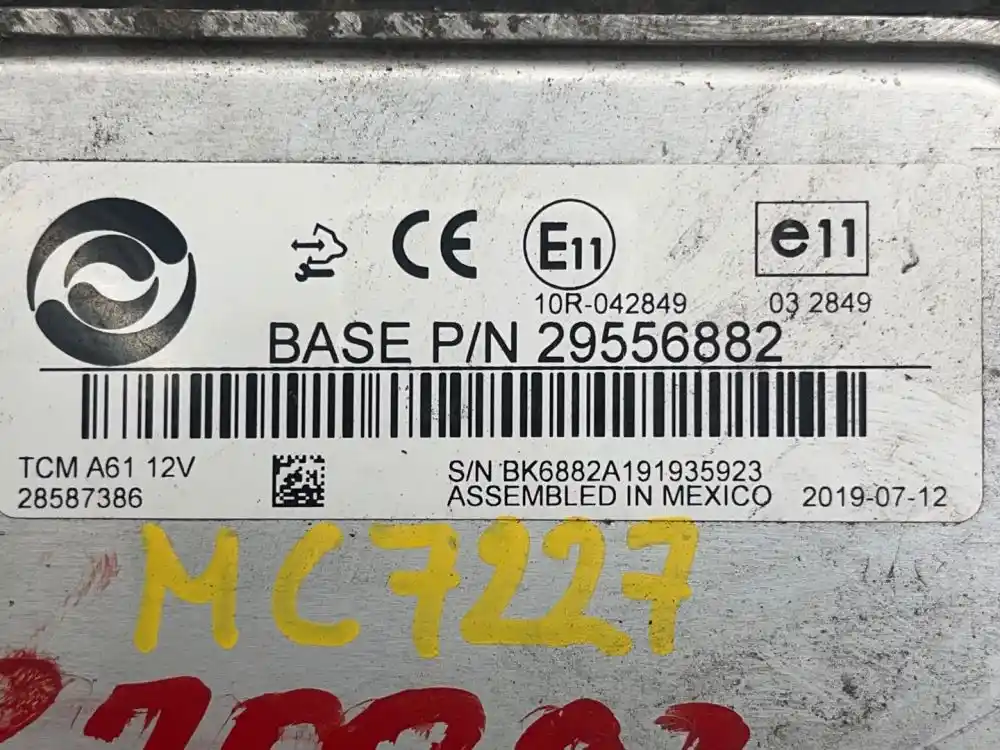 CE E11 e11
10R-042849 03 2849
BASE P/N 29556882
TCM A61 12V S/N BK6882A191935923
28587386 ASSEMBLED IN MEXICO 2019-07-12
MC7227